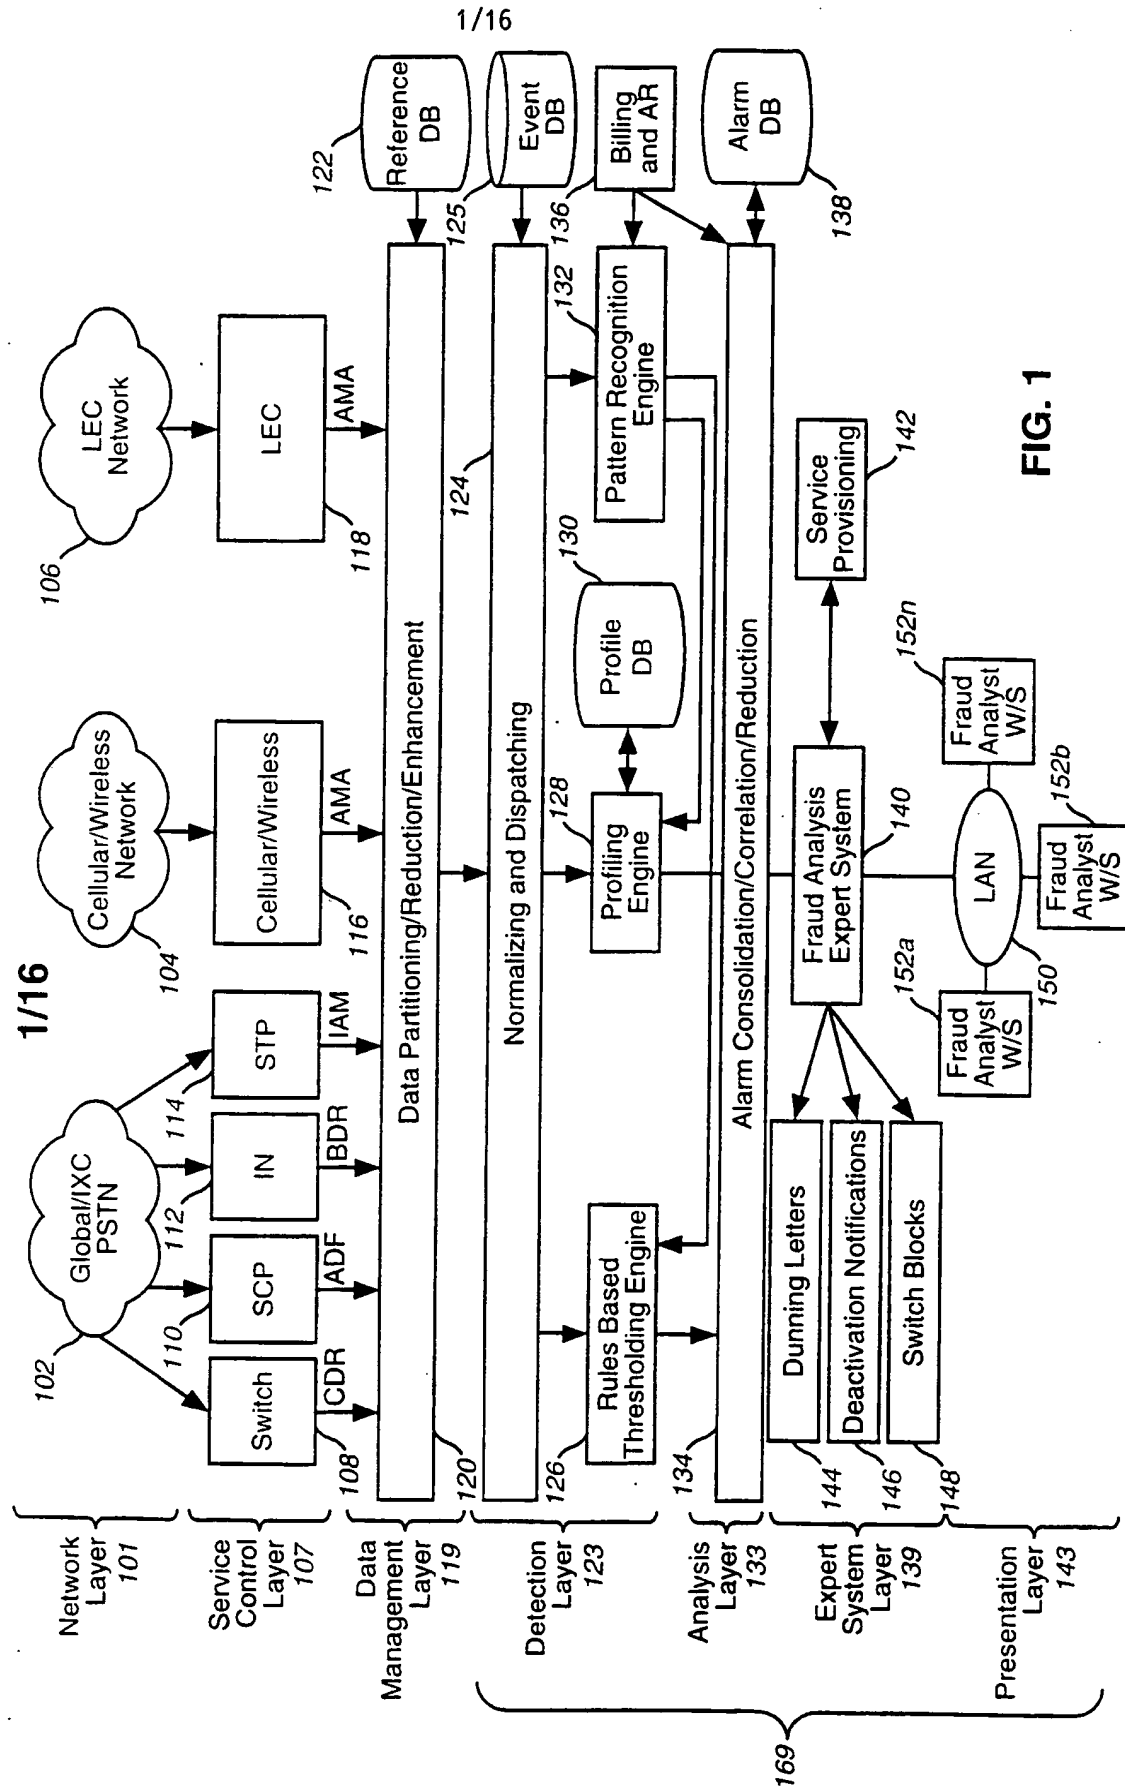 1/16
1/16
Network
Layer
101
Global/IXC
PSTN
102
Cellular/Wireless
Network
104
LEC
Network
106
Service
Control
Layer
107
Switch
108
CDR
SCP
110
ADF
IN
112
BDR
STP
114
IAM
Cellular/Wireless
116
AMA
LEC
118
AMA
Data
Management
Layer 119
Data Partitioning/Reduction/Enhancement
120
Reference
DB
122
Detection
Layer 123
Normalizing and Dispatching
124
Event
DB
125
Rules Based
Thresholding Engine
126
Profiling
Engine
128
Profile
DB
130
Pattern Recognition
Engine
132
Billing
and AR
136
Analysis
Layer 133
Alarm Consolidation/Correlation/Reduction
134
Alarm
DB
138
Expert
System
Layer 139
Dunning Letters
144
Deactivation Notifications
146
Switch Blocks
148
Fraud Analysis
Expert System
140
Service
Provisioning
142
Presentation
Layer 143
Fraud
Analyst
W/S
152a
LAN
150
Fraud
Analyst
W/S
152b
Fraud
Analyst
W/S
152n
169
FIG. 1